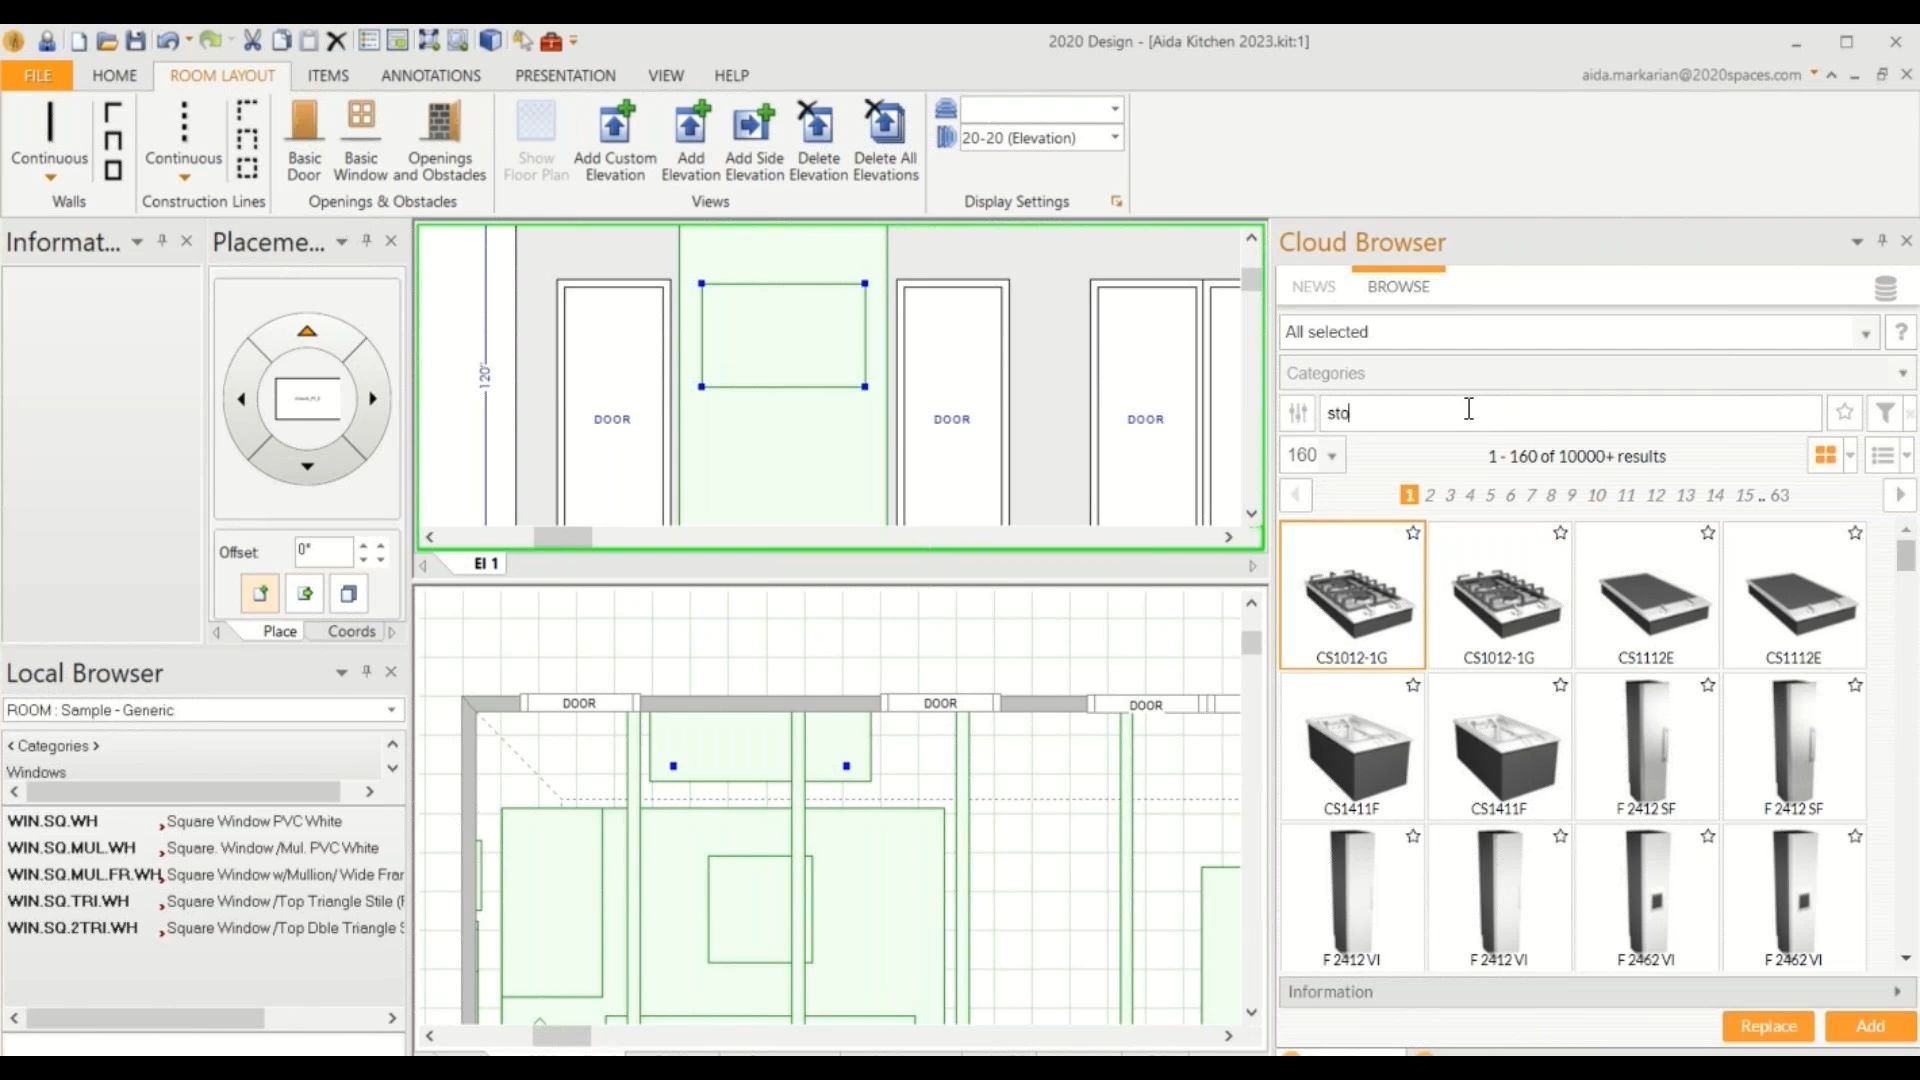 2020 Design - [Aida Kitchen 2023.kit:1]
FILE HOME ROOM LAYOUT ITEMS ANNOTATIONS PRESENTATION VIEW HELP
aida.markarian@2020spaces.com
Continuous
Walls
Continuous
Construction Lines
Basic Door
Basic Window
Openings and Obstacles
Openings & Obstacles
Show Floor Plan
Add Custom Elevation
Add Elevation
Add Side Elevation
Delete Elevation
Delete All Elevations
Views
20-20 (Elevation)
Display Settings
Informat...
Placeme...
Offset: 0"
Place Coords
Local Browser
ROOM : Sample - Generic
< Categories >
Windows
WIN.SQ.WH Square Window PVC White
WIN.SQ.MUL.WH Square. Window /Mul. PVC White
WIN.SQ.MUL.FR.WH Square Window w/Mullion/ Wide Frar
WIN.SQ.TRI.WH Square Window /Top Triangle Stile (
WIN.SQ.2TRI.WH Square Window /Top Dble Triangle S
120"
DOOR
DOOR
DOOR
El 1
DOOR
DOOR
DOOR
Cloud Browser
NEWS BROWSE
All selected
?
Categories
sto
160
1 - 160 of 10000+ results
1 2 3 4 5 6 7 8 9 10 11 12 13 14 15 .. 63
CS1012-1G CS1012-1G CS1112E CS1112E
CS1411F CS1411F F 2412 SF F 2412 SF
F 2412 VI F 2412 VI F 2462 VI F 2462 VI
Information
Replace Add